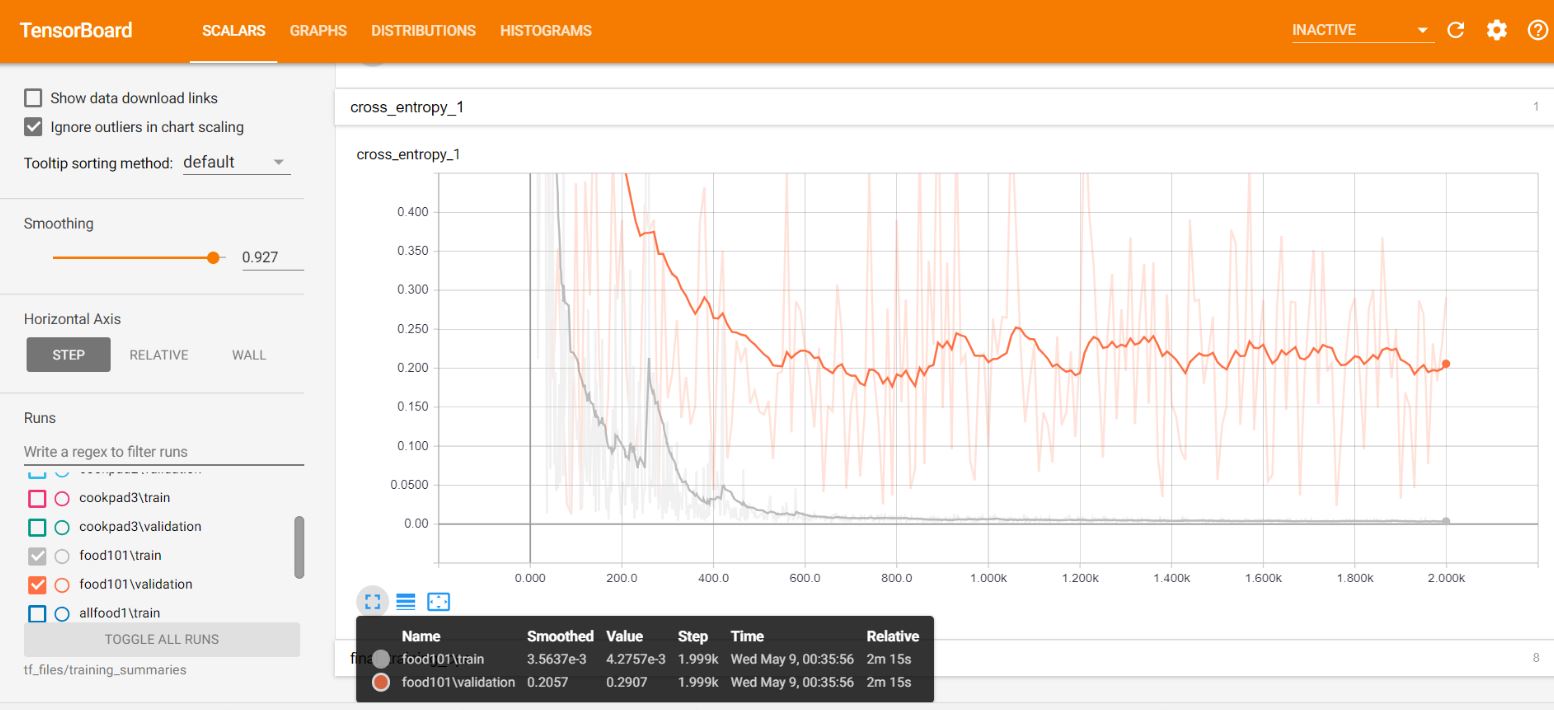 TensorBoard SCALARS GRAPHS DISTRIBUTIONS HISTOGRAMS INACTIVE
Show data download links
Ignore outliers in chart scaling
Tooltip sorting method: default
Smoothing
0.927
Horizontal Axis
STEP RELATIVE WALL
Runs
Write a regex to filter runs
cookpad3\train
cookpad3\validation
food101\train
food101\validation
allfood1\train
TOGGLE ALL RUNS
tf_files/training_summaries
cross_entropy_1 1
cross_entropy_1
0.400
0.350
0.300
0.250
0.200
0.150
0.100
0.0500
0.00
0.000 200.0 400.0 600.0 800.0 1.000k 1.200k 1.400k 1.600k 1.800k 2.000k
8
Name Smoothed Value Step Time Relative
food101\train 3.5637e-3 4.2757e-3 1.999k Wed May 9, 00:35:56 2m 15s
food101\validation 0.2057 0.2907 1.999k Wed May 9, 00:35:56 2m 15s